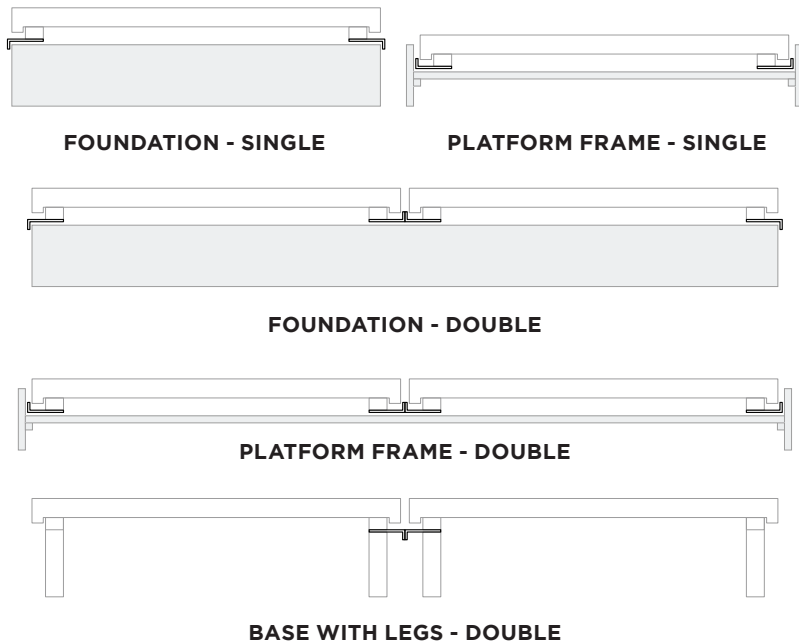 FOUNDATION - SINGLE
PLATFORM FRAME - SINGLE
FOUNDATION - DOUBLE
PLATFORM FRAME - DOUBLE
BASE WITH LEGS - DOUBLE